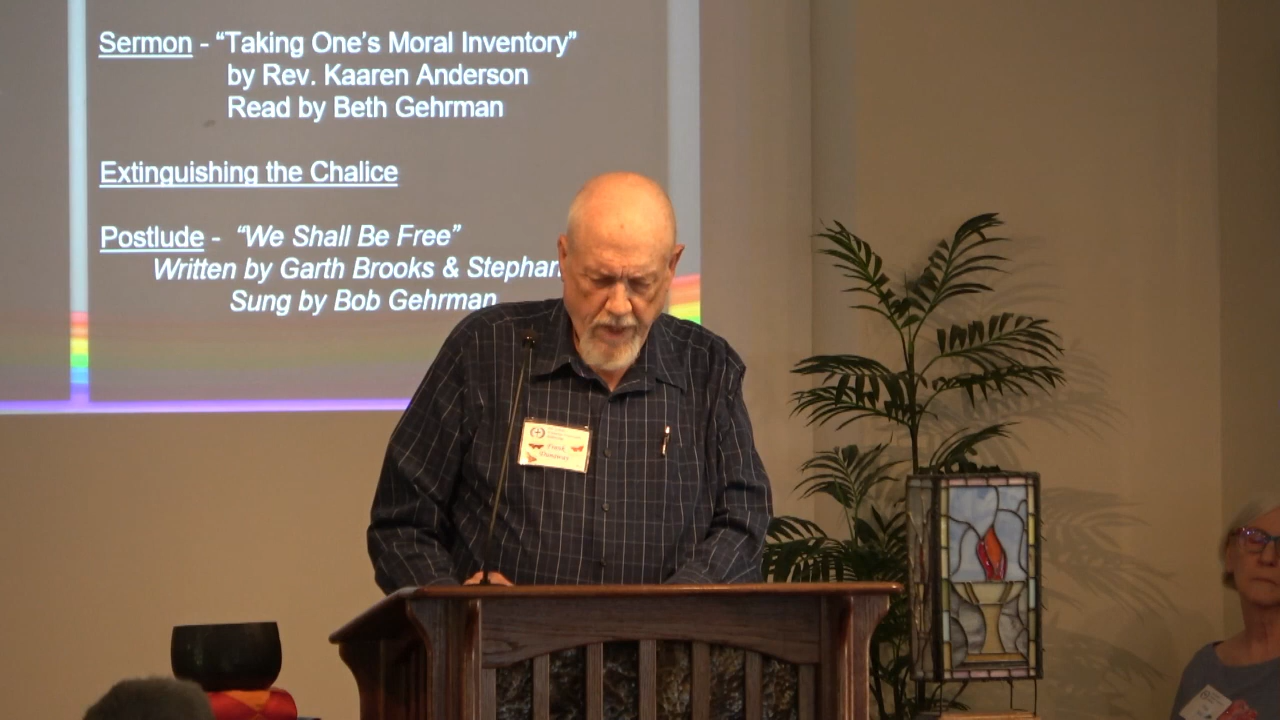 Sermon - “Taking One’s Moral Inventory”
by Rev. Kaaren Anderson
Read by Beth Gehrman
Extinguishing the Chalice
Postlude - “We Shall Be Free”
Written by Garth Brooks & Stephan
Sung by Bob Gehrman
Frank